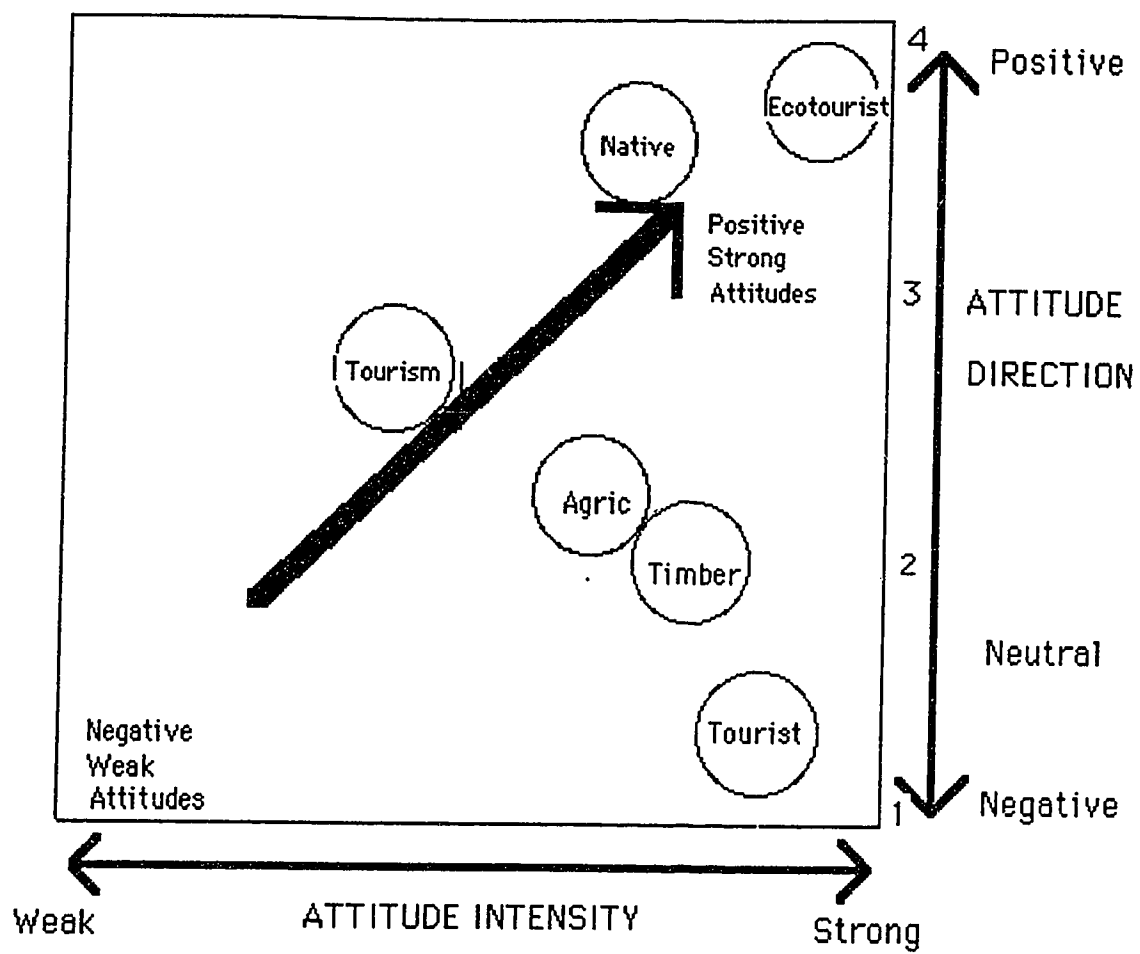 4
Positive
Ecotourist
Native
Positive
Strong
Attitudes
3
ATTITUDE
DIRECTION
Tourism
Agric
2
Timber
Neutral
Tourist
Negative
Weak
Attitudes
1
Negative
Weak
ATTITUDE INTENSITY
Strong